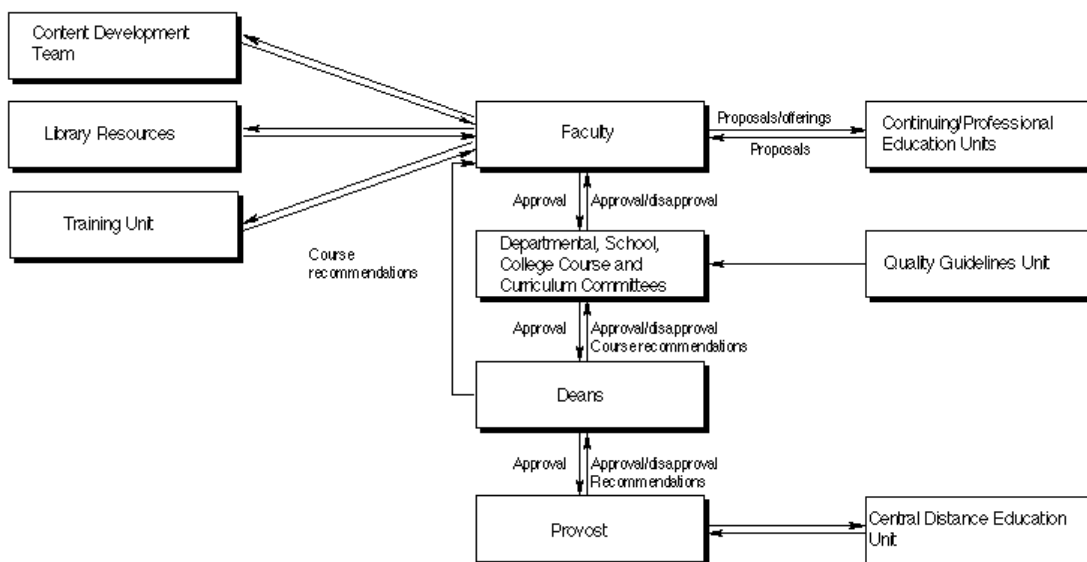 Content Development
Team
Library Resources
Training Unit
Course
recommendations
Faculty
Proposals/offerings
Proposals
Continuing/Professional
Education Units
Approval
Approval/disapproval
Departmental, School,
College Course and
Curriculum Committees
Quality Guidelines Unit
Approval
Approval/disapproval
Course recommendations
Deans
Approval
Approval/disapproval
Recommendations
Provost
Central Distance Education
Unit